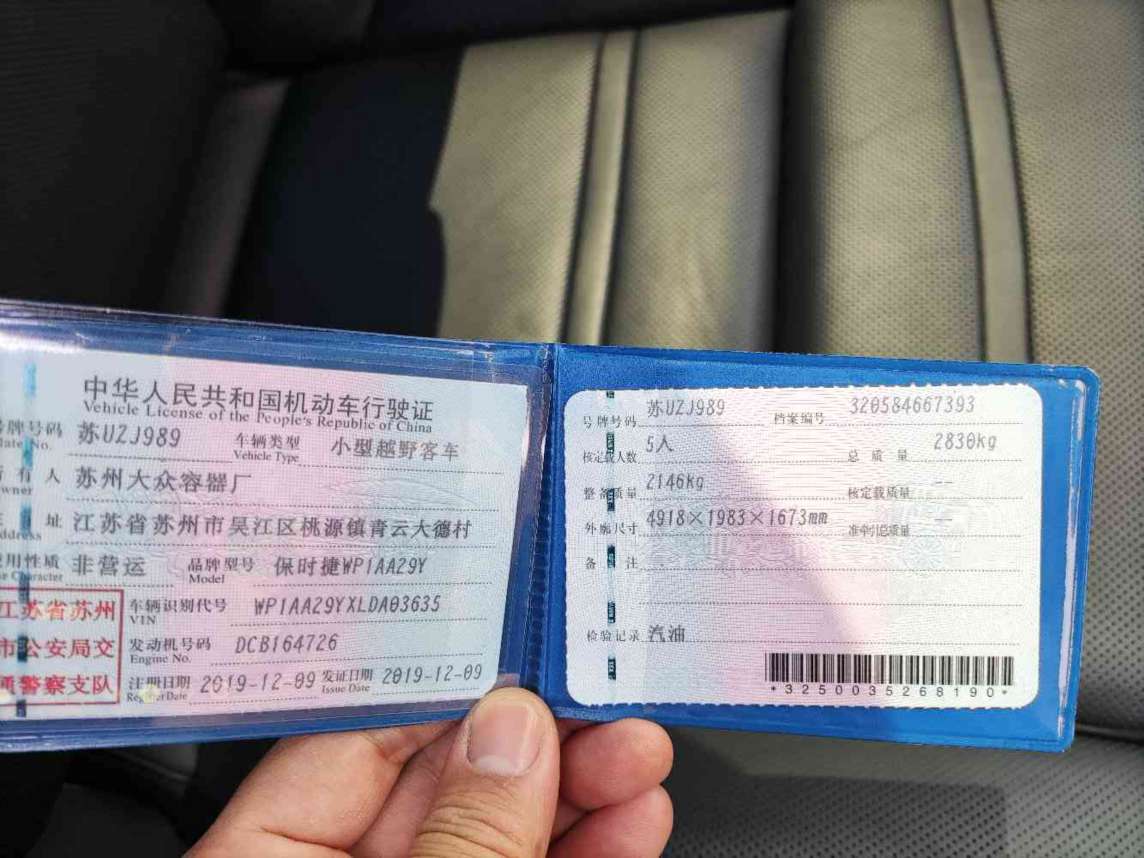 中华人民共和国机动车行驶证
Vehicle License of the People's Republic of China
号牌号码 苏UZJ989 车辆类型 小型越野客车
Plate No. Vehicle Type
有 人 苏州大众容器厂
Owner
址 江苏省苏州市吴江区桃源镇青云大德村
Address
使用性质 非营运 品牌型号 保时捷WP1AA29Y
Use Character Model
江苏省苏州
市公安局交
通警察支队
车辆识别代号 WP1AA29YXLDA03635
VIN
发动机号码 DCB164726
Engine No.
注册日期 2019-12-09 发证日期 2019-12-09
Register Date Issue Date
号牌号码 苏UZJ989 档案编号 320584667393
核定载人数 5人 总质量 2830kg
整备质量 2146kg 核定载质量 --
外廓尺寸 4918×1983×1673mm 准牵引总质量 --
备 注
检验记录 汽油
*3250035268190*